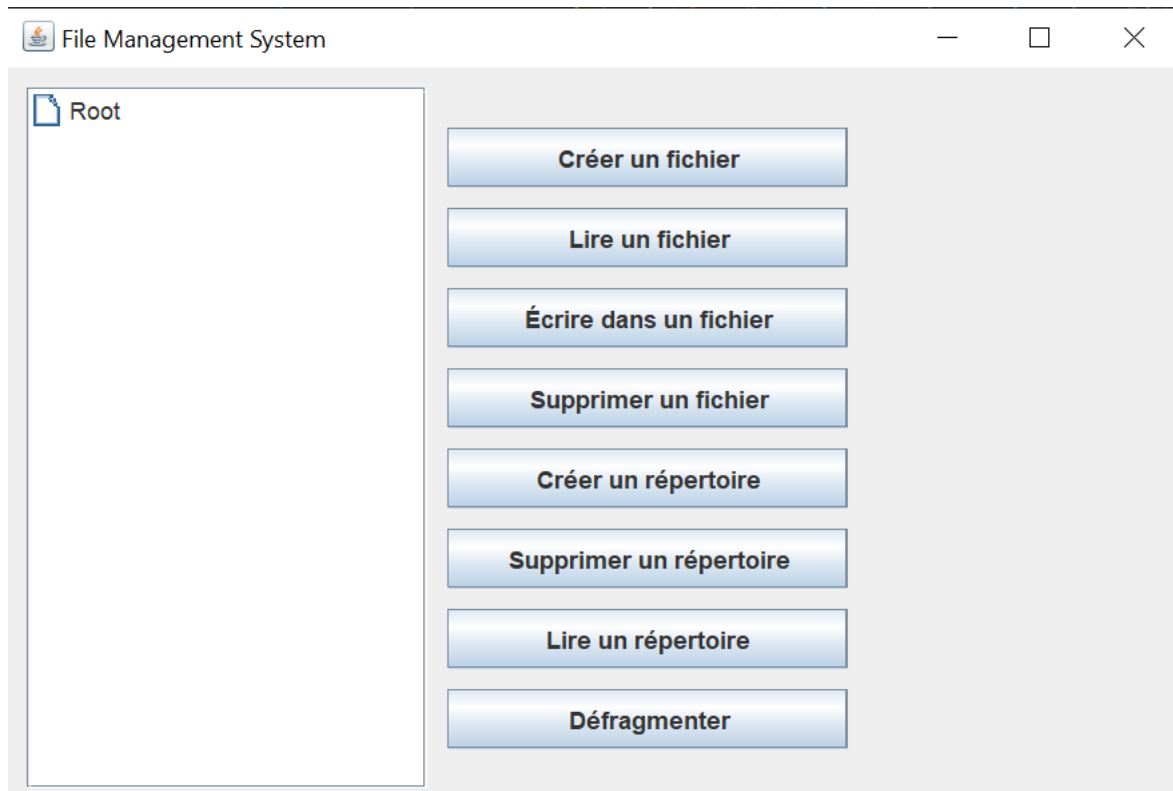 File Management System
Root
Créer un fichier
Lire un fichier
Écrire dans un fichier
Supprimer un fichier
Créer un répertoire
Supprimer un répertoire
Lire un répertoire
Défragmenter